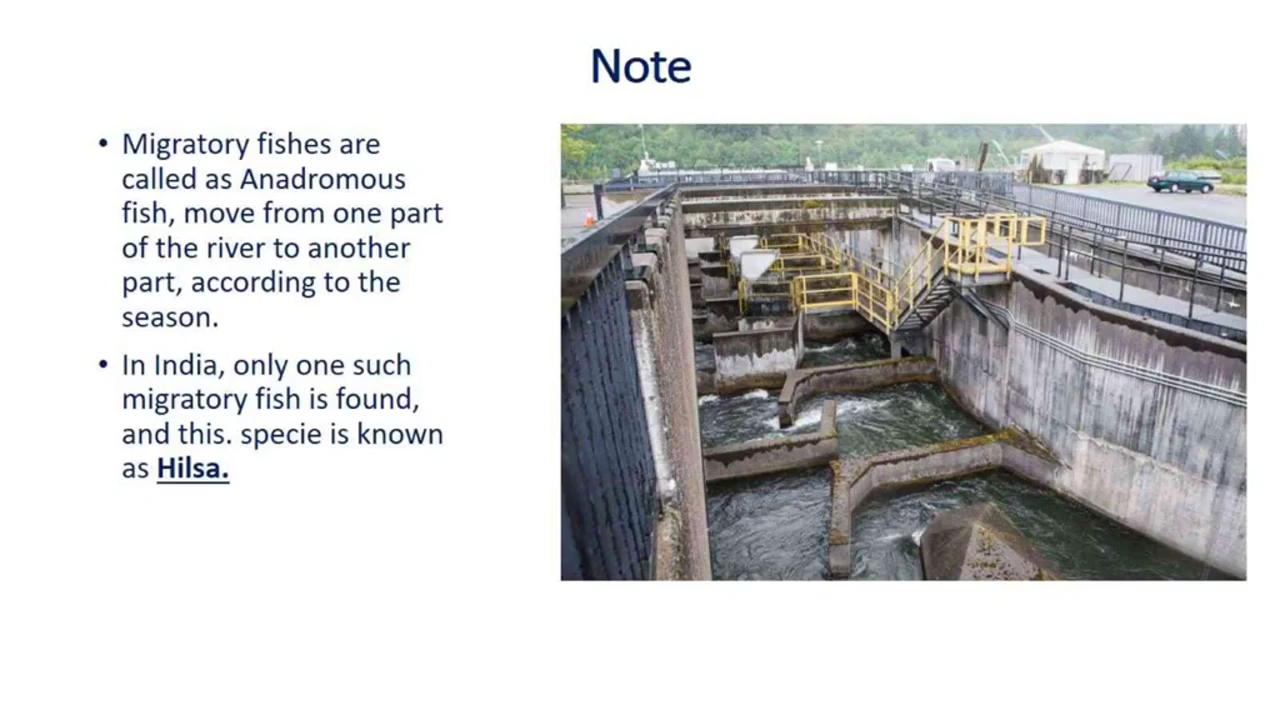 Note
• Migratory fishes are
called as Anadromous
fish, move from one part
of the river to another
part, according to the
season.
• In India, only one such
migratory fish is found,
and this. specie is known
as Hilsa.